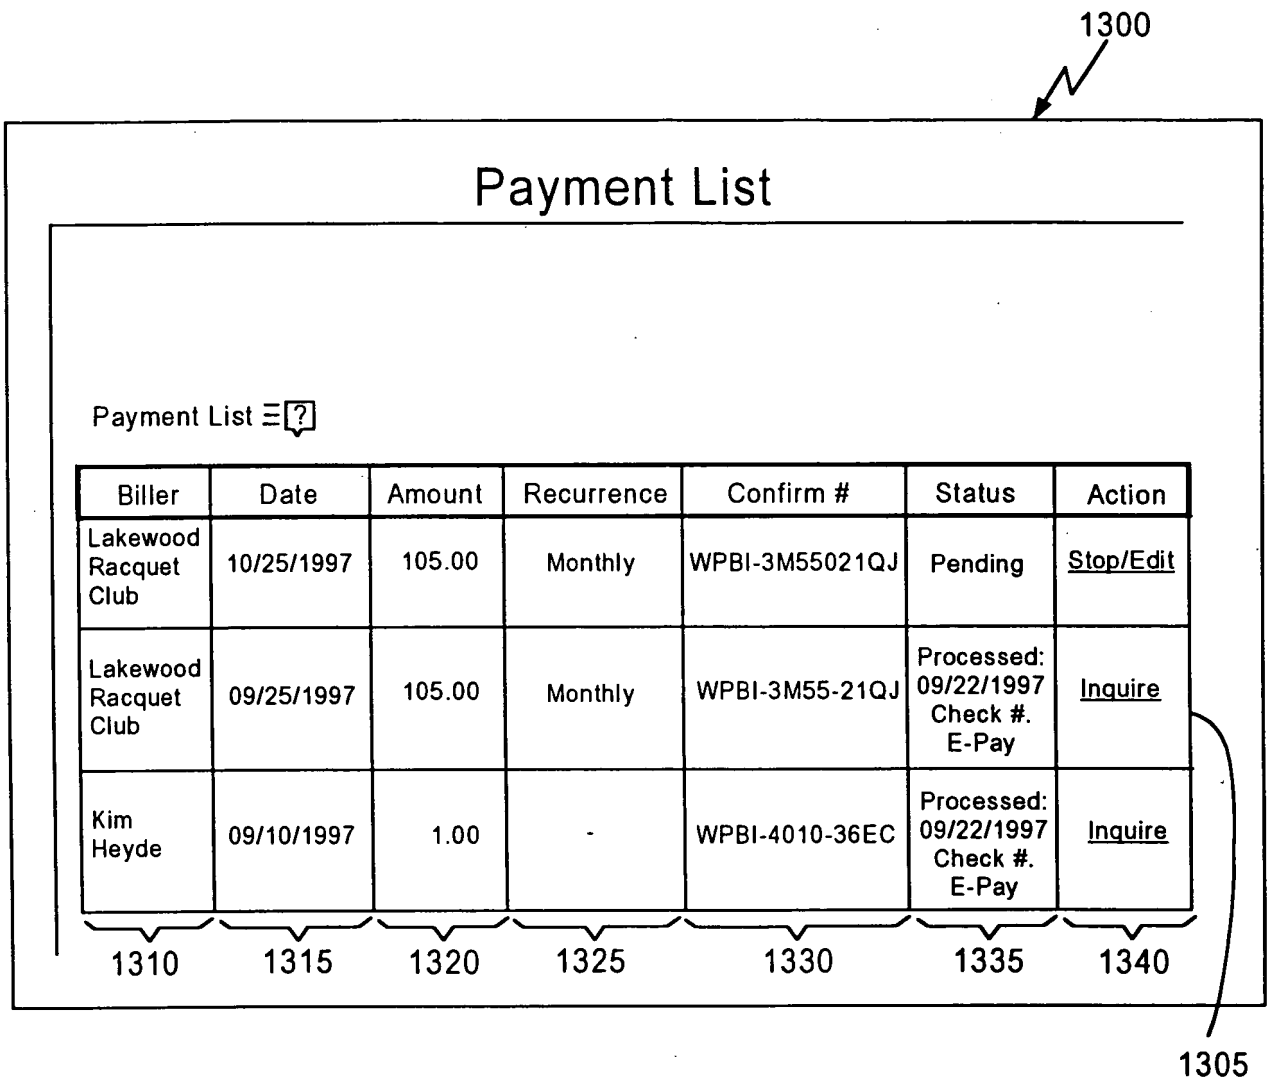 1300
Payment List
Payment List
?
Biller Date Amount Recurrence Confirm # Status Action
Lakewood
Racquet
Club
10/25/1997 105.00 Monthly WPBI-3M55021QJ Pending Stop/Edit
Lakewood
Racquet
Club
09/25/1997 105.00 Monthly WPBI-3M55-21QJ
Processed:
09/22/1997
Check #.
E-Pay
Inquire
Kim
Heyde
09/10/1997 1.00 - WPBI-4010-36EC
Processed:
09/22/1997
Check #.
E-Pay
Inquire
1310 1315 1320 1325 1330 1335 1340
1305